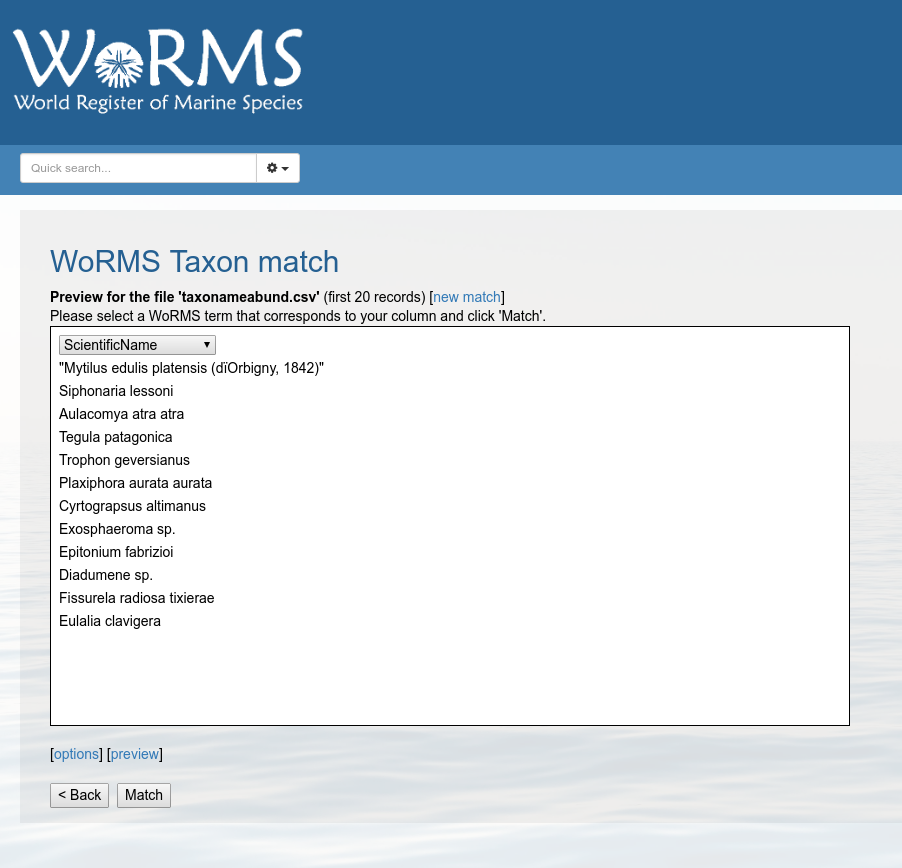 WoRMS
World Register of Marine Species
Quick search...
WoRMS Taxon match
Preview for the file 'taxonameabund.csv' (first 20 records) [new match]
Please select a WoRMS term that corresponds to your column and click 'Match'.
ScientificName
"Mytilus edulis platensis (dïOrbigny, 1842)"
Siphonaria lessoni
Aulacomya atra atra
Tegula patagonica
Trophon geversianus
Plaxiphora aurata aurata
Cyrtograpsus altimanus
Exosphaeroma sp.
Epitonium fabrizioi
Diadumene sp.
Fissurela radiosa tixierae
Eulalia clavigera
[options] [preview]
< Back Match